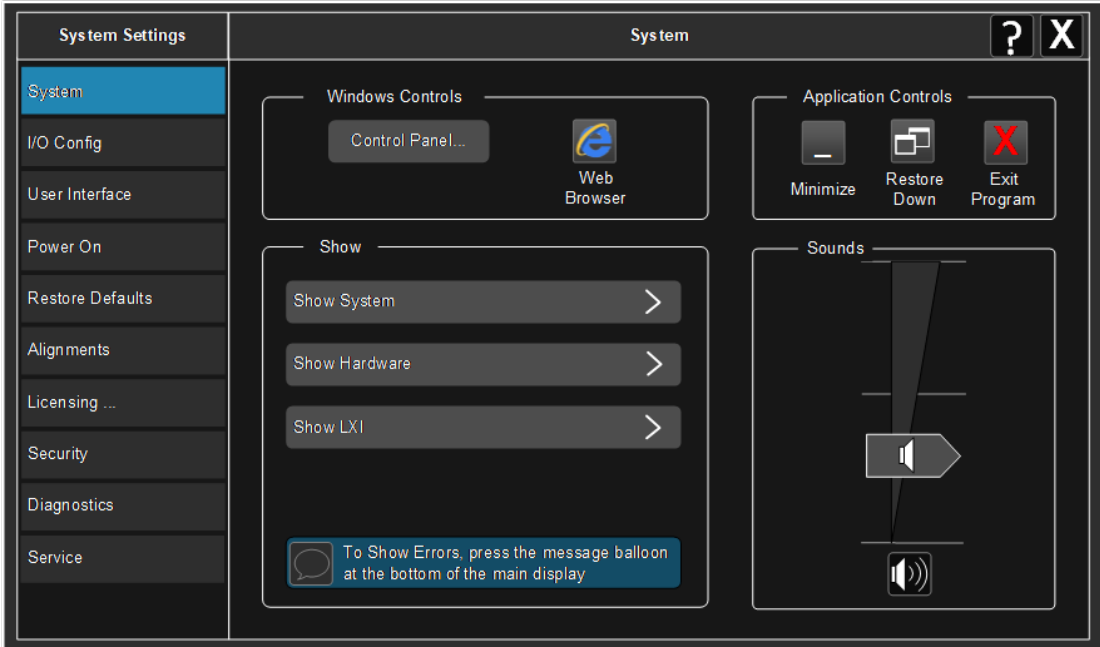 System Settings
System
?
X
System
I/O Config
User Interface
Power On
Restore Defaults
Alignments
Licensing ...
Security
Diagnostics
Service
Windows Controls
Control Panel...
Web
Browser
Application Controls
Minimize
Restore
Down
Exit
Program
Show
Show System
Show Hardware
Show LXI
To Show Errors, press the message balloon
at the bottom of the main display
Sounds